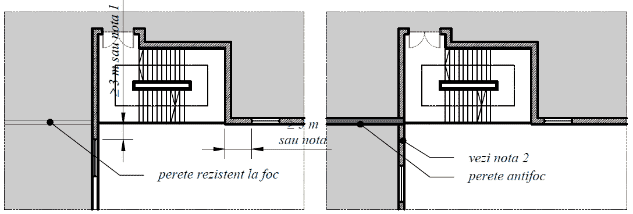 ≥3 m sau nota 1
≥ 3 m
sau nota
perete rezistent la foc
vezi nota 2
perete antifoc